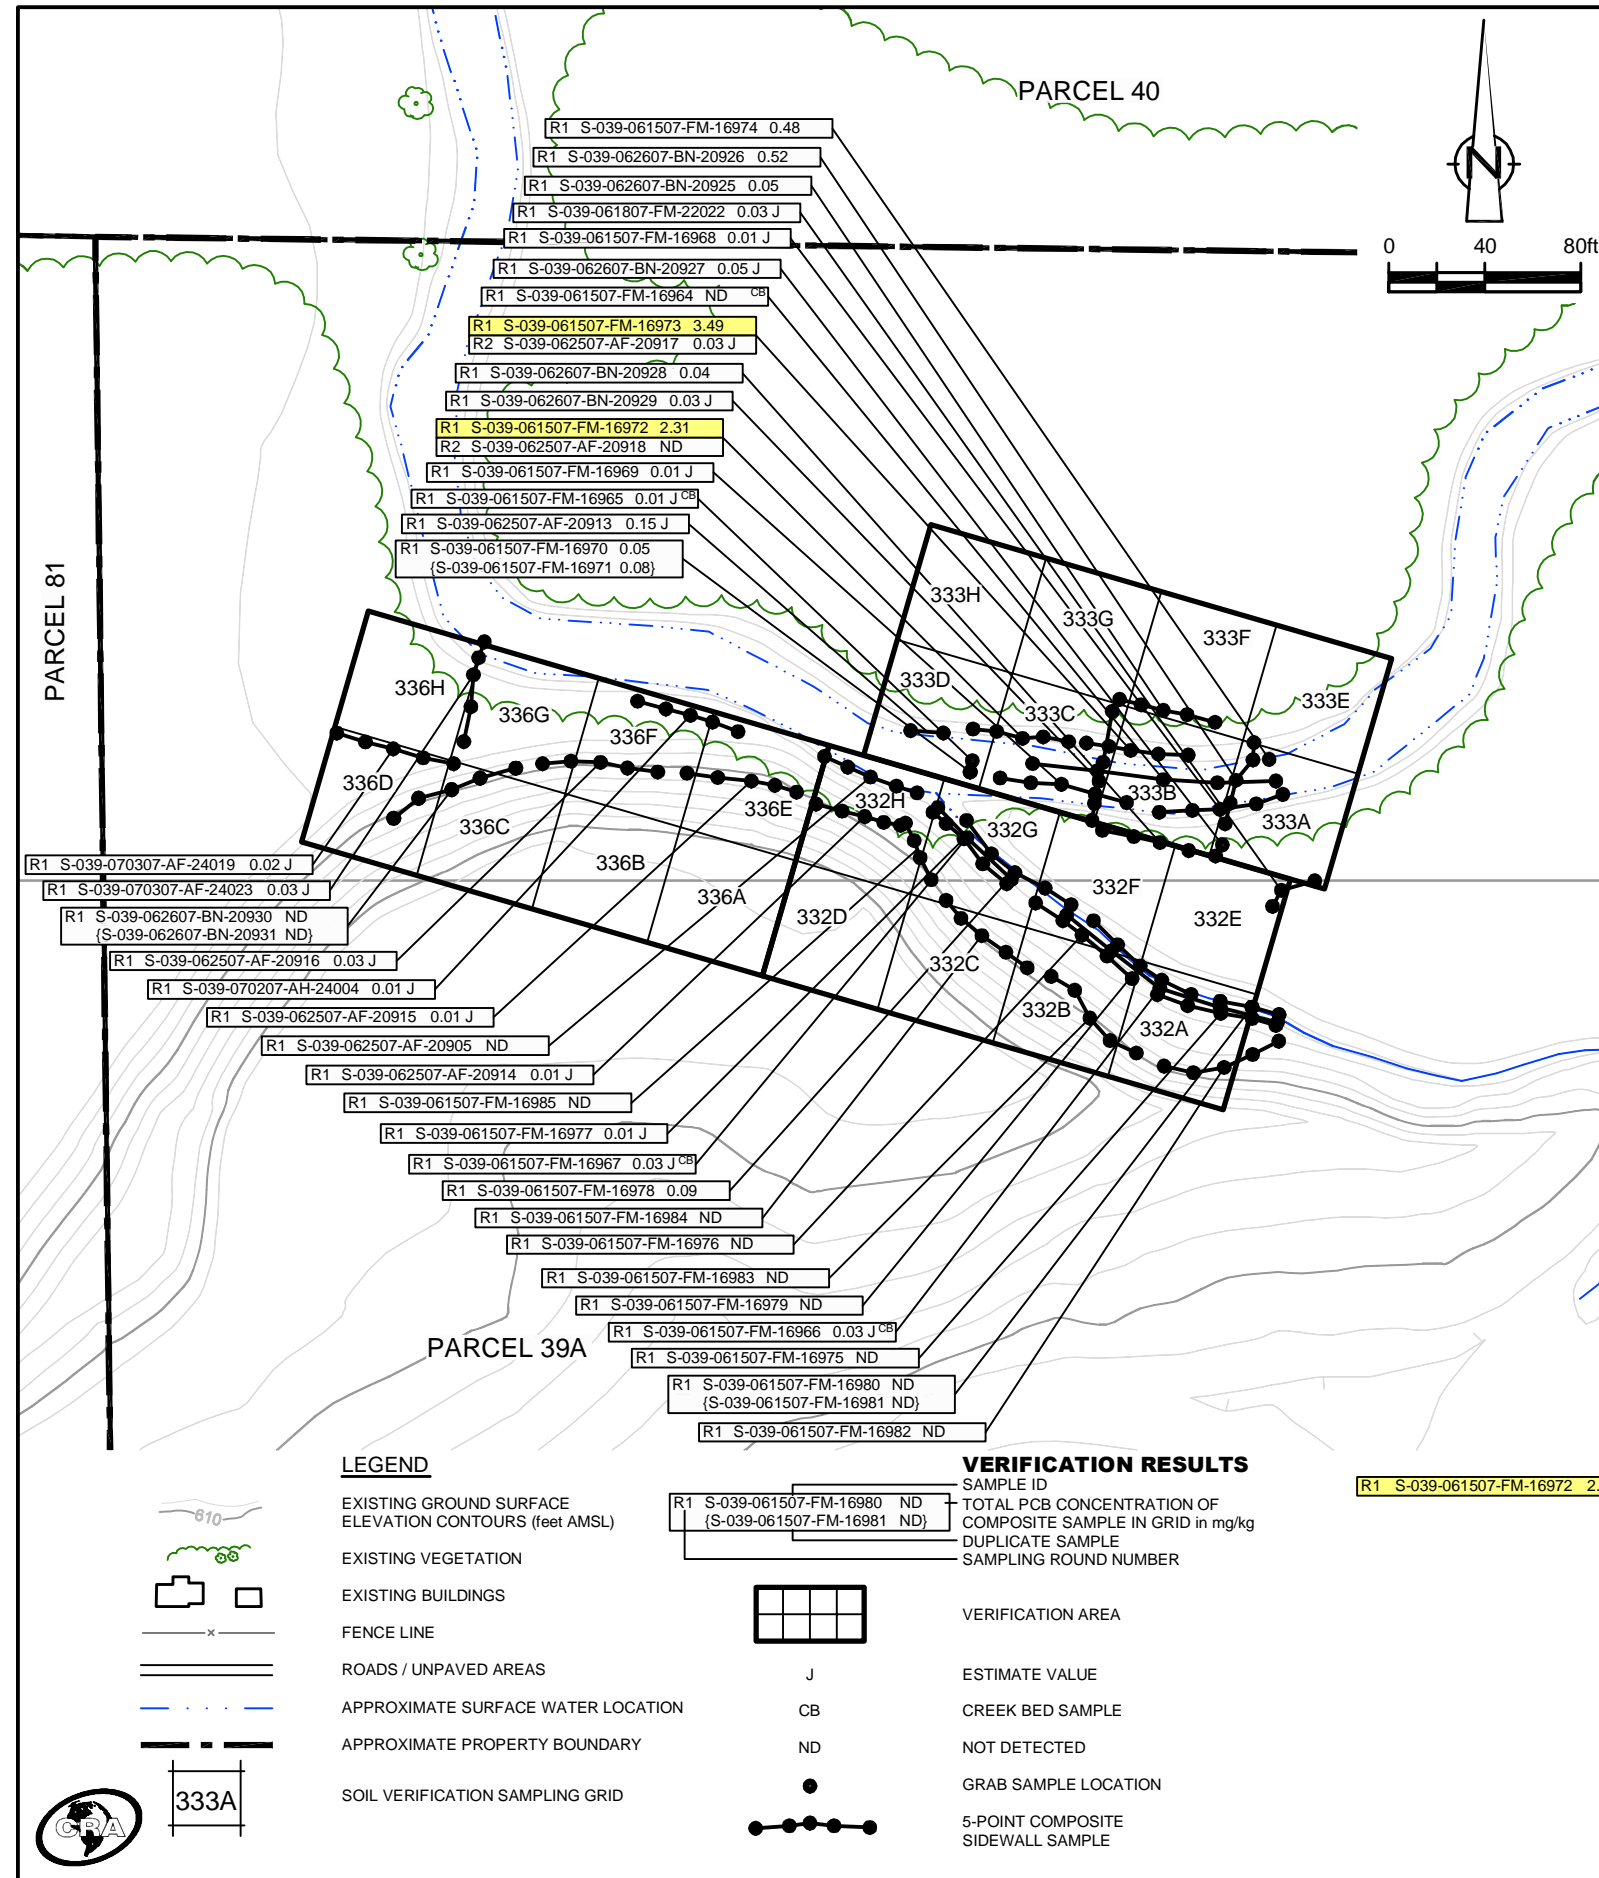 PARCEL 40
R1 S-039-061507-FM-16974 0.48
R1 S-039-062607-BN-20926 0.52
R1 S-039-062607-BN-20925 0.05
R1 S-039-061807-FM-22022 0.03 J
R1 S-039-061507-FM-16968 0.01 J
R1 S-039-062607-BN-20927 0.05 J
R1 S-039-061507-FM-16964 ND CB
R1 S-039-061507-FM-16973 3.49
R2 S-039-062507-AF-20917 0.03 J
R1 S-039-062607-BN-20928 0.04
R1 S-039-062607-BN-20929 0.03 J
R1 S-039-061507-FM-16972 2.31
R2 S-039-062507-AF-20918 ND
R1 S-039-061507-FM-16969 0.01 J
R1 S-039-061507-FM-16965 0.01 J CB
R1 S-039-062507-AF-20913 0.15 J
R1 S-039-061507-FM-16970 0.05
{S-039-061507-FM-16971 0.08}
N
0 40 80ft
PARCEL 81
333H
333G
333F
333E
333D
333C
333B
333A
336H
336G
336F
336E
336D
336C
336B
336A
332H
332G
332F
332E
332D
332C
332B
332A
R1 S-039-070307-AF-24019 0.02 J
R1 S-039-070307-AF-24023 0.03 J
R1 S-039-062607-BN-20930 ND
{S-039-062607-BN-20931 ND}
R1 S-039-062507-AF-20916 0.03 J
R1 S-039-070207-AH-24004 0.01 J
R1 S-039-062507-AF-20915 0.01 J
R1 S-039-062507-AF-20905 ND
R1 S-039-062507-AF-20914 0.01 J
R1 S-039-061507-FM-16985 ND
R1 S-039-061507-FM-16977 0.01 J
R1 S-039-061507-FM-16967 0.03 J CB
R1 S-039-061507-FM-16978 0.09
R1 S-039-061507-FM-16984 ND
R1 S-039-061507-FM-16976 ND
R1 S-039-061507-FM-16983 ND
R1 S-039-061507-FM-16979 ND
R1 S-039-061507-FM-16966 0.03 J CB
R1 S-039-061507-FM-16975 ND
R1 S-039-061507-FM-16980 ND
{S-039-061507-FM-16981 ND}
R1 S-039-061507-FM-16982 ND
PARCEL 39A
LEGEND
610
EXISTING GROUND SURFACE
ELEVATION CONTOURS (feet AMSL)
EXISTING VEGETATION
EXISTING BUILDINGS
x
FENCE LINE
ROADS / UNPAVED AREAS
APPROXIMATE SURFACE WATER LOCATION
APPROXIMATE PROPERTY BOUNDARY
333A
SOIL VERIFICATION SAMPLING GRID
CRA
VERIFICATION RESULTS
R1 S-039-061507-FM-16980 ND
{S-039-061507-FM-16981 ND}
SAMPLE ID
TOTAL PCB CONCENTRATION OF
COMPOSITE SAMPLE IN GRID in mg/kg
DUPLICATE SAMPLE
SAMPLING ROUND NUMBER
VERIFICATION AREA
J ESTIMATE VALUE
CB CREEK BED SAMPLE
ND NOT DETECTED
GRAB SAMPLE LOCATION
5-POINT COMPOSITE
SIDEWALL SAMPLE
R1 S-039-061507-FM-16972 2.